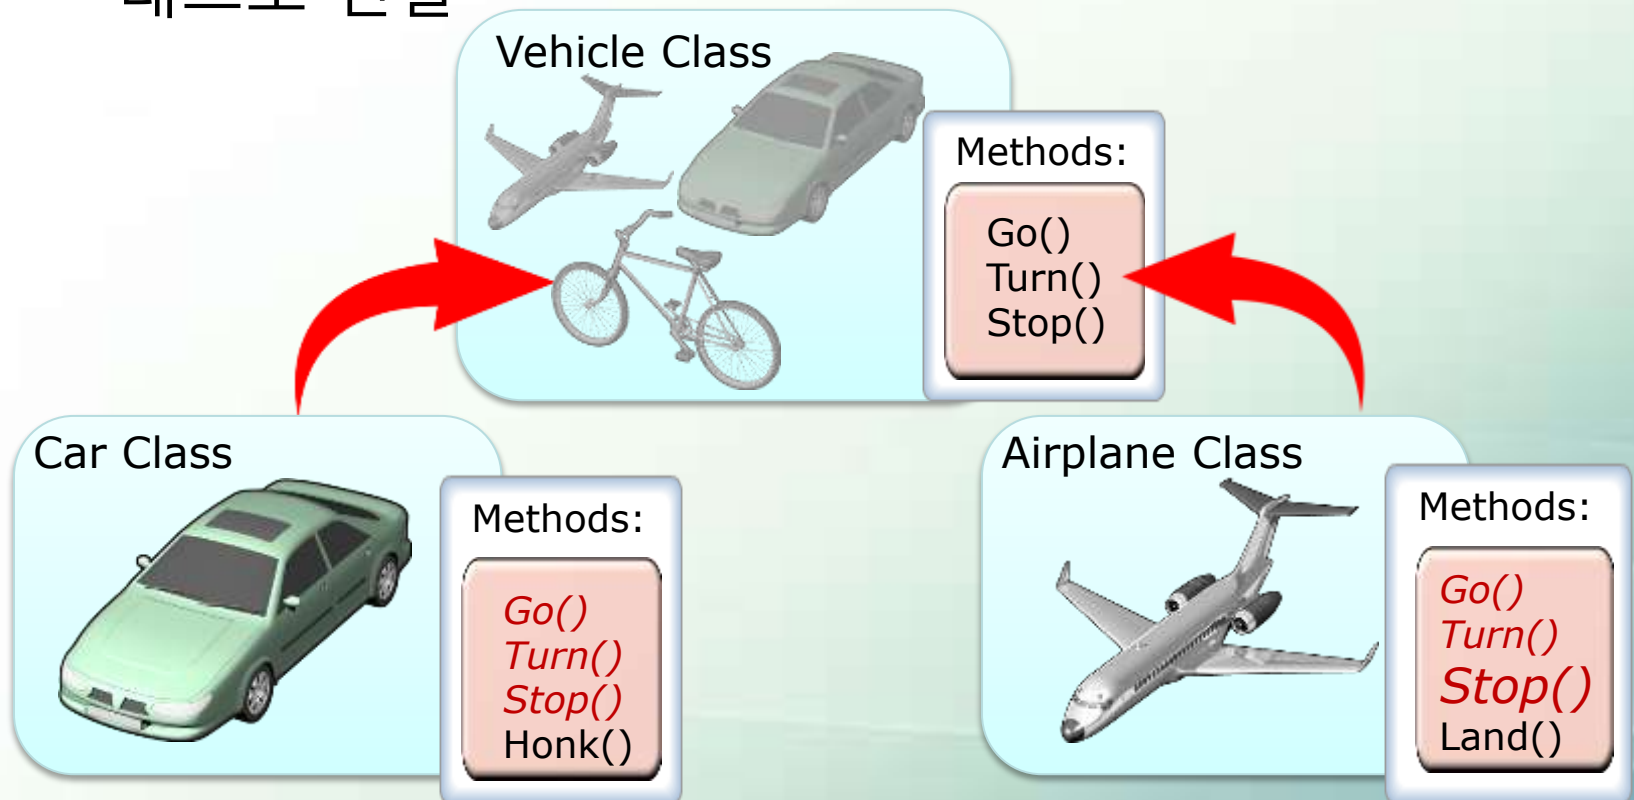 Vehicle Class
Methods:
Go()
Turn()
Stop()
Car Class
Methods:
Go()
Turn()
Stop()
Honk()
Airplane Class
Methods:
Go()
Turn()
Stop()
Land()